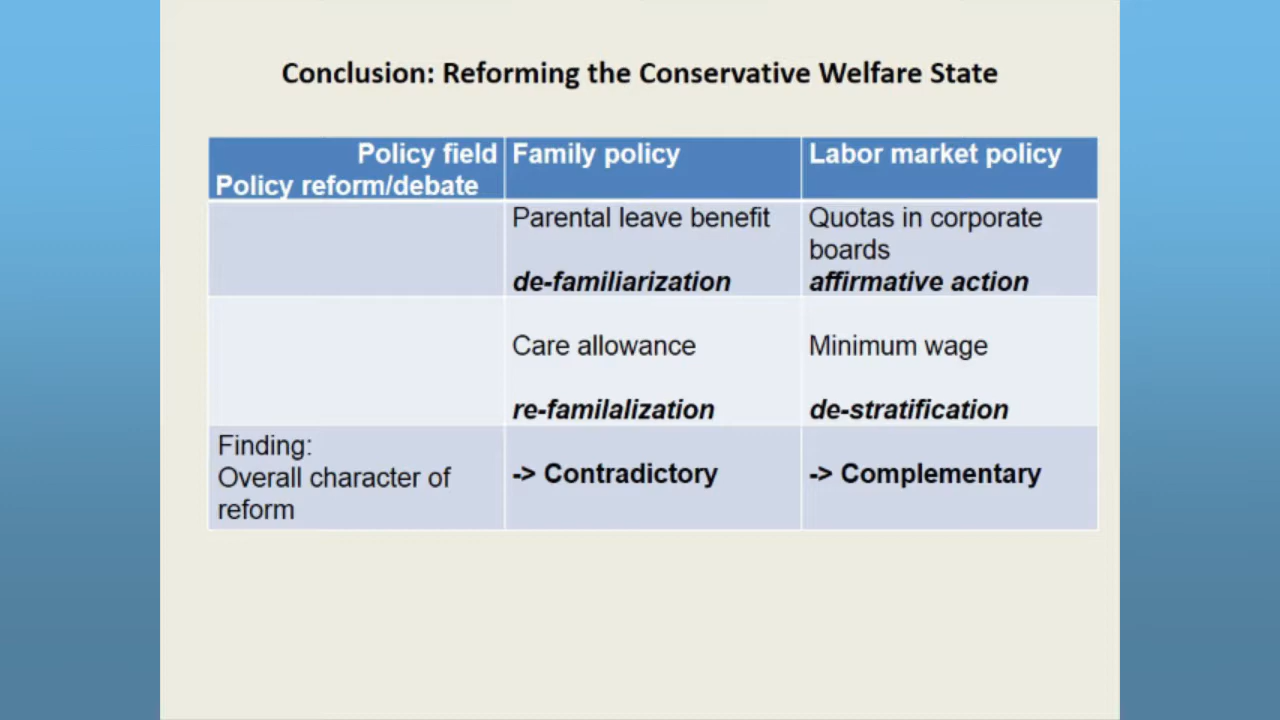 Conclusion: Reforming the Conservative Welfare State
Policy field
Policy reform/debate
Family policy
Labor market policy
Parental leave benefit
de-familiarization
Quotas in corporate
boards
affirmative action
Care allowance
re-familalization
Minimum wage
de-stratification
Finding:
Overall character of
reform
-> Contradictory
-> Complementary